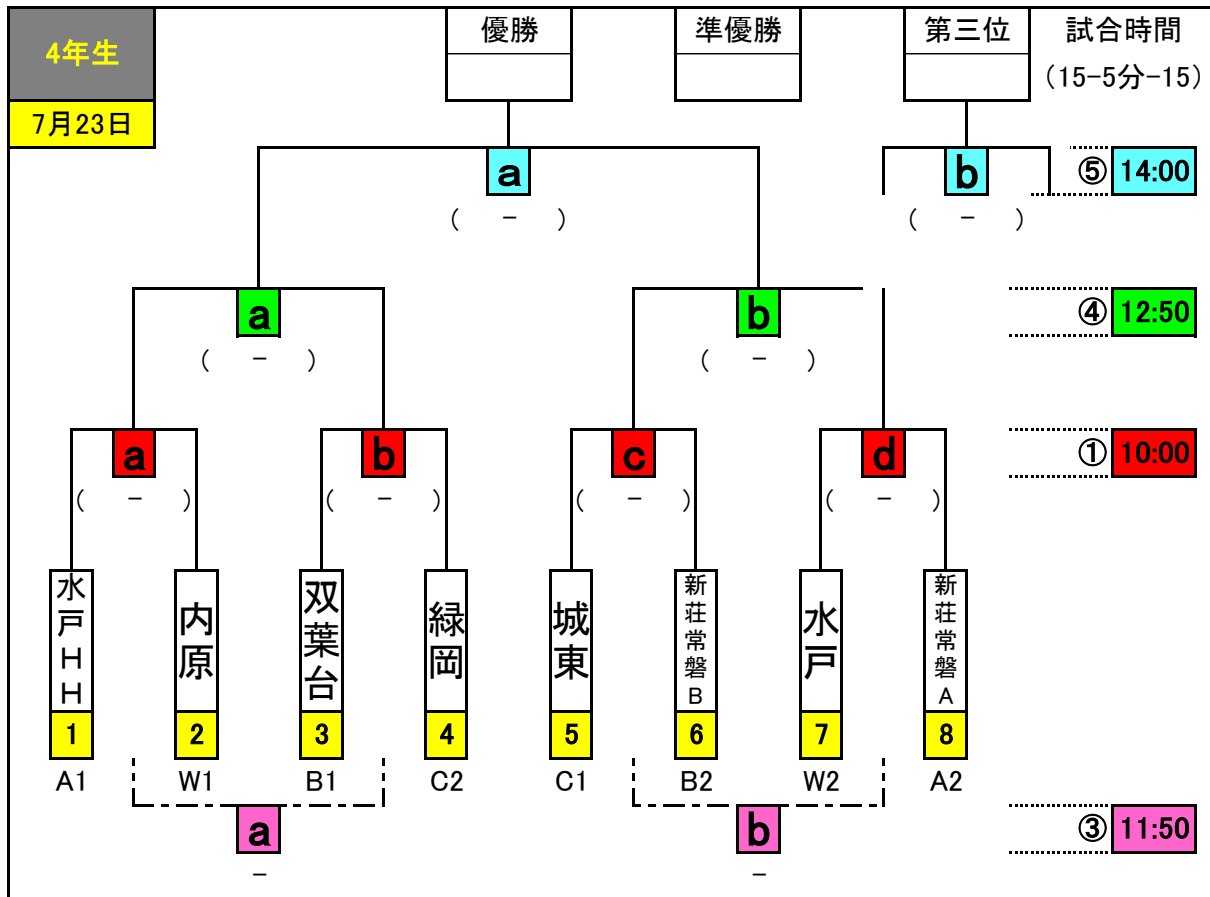 4年生
7月23日
優勝
準優勝
第三位
試合時間
(15-5分-15)
a
b
⑤ 14:00
( - )
( - )
a
b
④ 12:50
( - )
( - )
a
b
c
d
① 10:00
( - )
( - )
( - )
( - )
水戸HH
内原
双葉台
緑岡
城東
新荘常磐B
水戸
新荘常磐A
1
2
3
4
5
6
7
8
A1
W1
B1
C2
C1
B2
W2
A2
a
b
③ 11:50
-
-